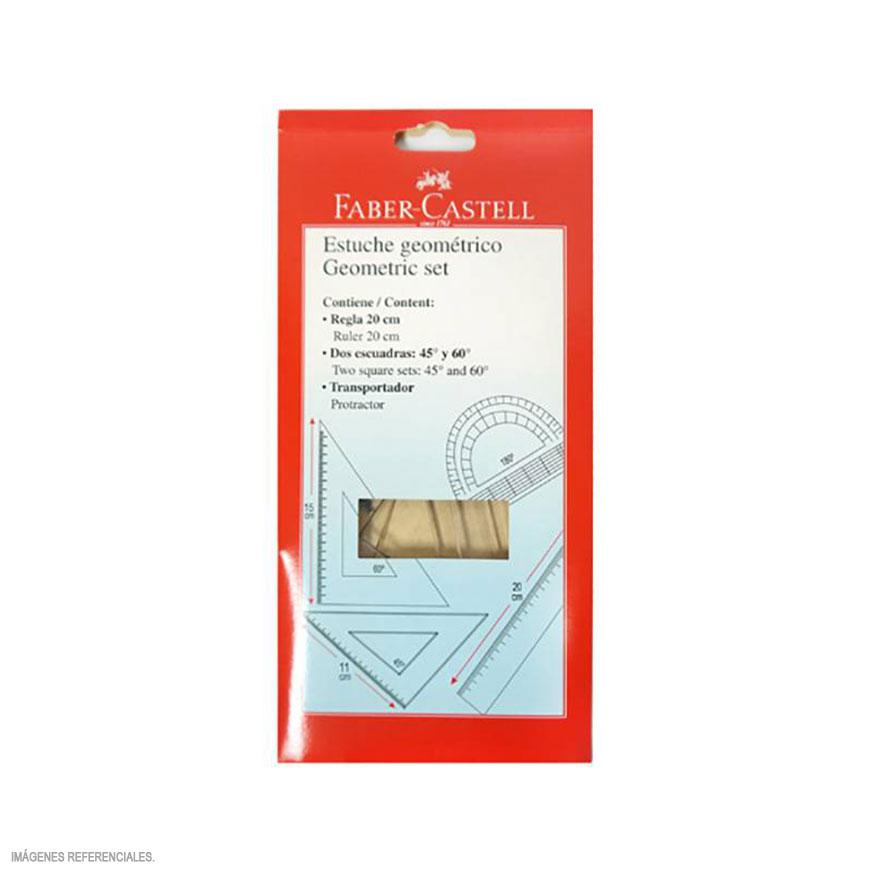 FABER-CASTELL
since 1761
Estuche geométrico
Geometric set
Contiene / Content:
• Regla 20 cm
Ruler 20 cm
• Dos escuadras: 45° y 60°
Two square sets: 45° and 60°
• Transportador
Protractor
180°
15
cm
60°
20
cm
45°
11
cm
IMÁGENES REFERENCIALES.